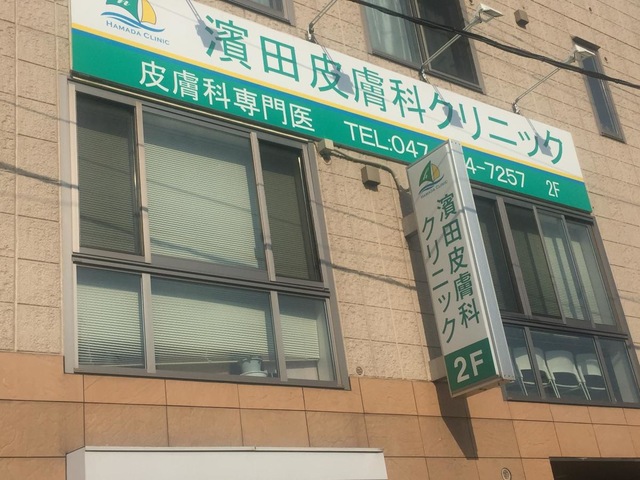 HAMADA CLINIC
濱田皮膚科クリニック
皮膚科専門医 TEL:047 4-7257 2F
濱田皮膚科
クリニック
2F